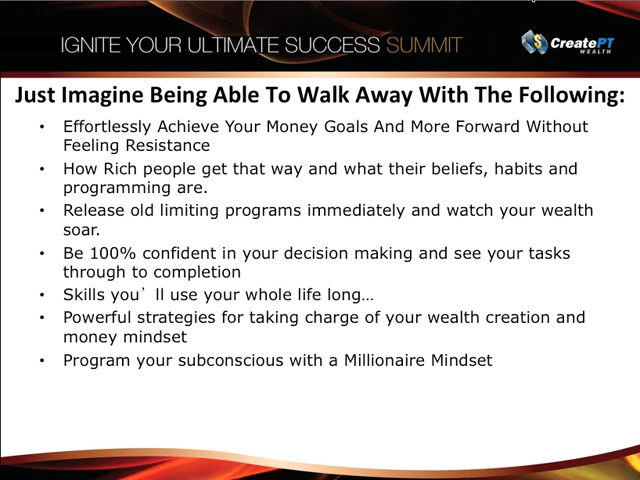 IGNITE YOUR ULTIMATE SUCCESS SUMMIT
CreatePT
WEALTH
Just Imagine Being Able To Walk Away With The Following:
• Effortlessly Achieve Your Money Goals And More Forward Without
Feeling Resistance
• How Rich people get that way and what their beliefs, habits and
programming are.
• Release old limiting programs immediately and watch your wealth
soar.
• Be 100% confident in your decision making and see your tasks
through to completion
• Skills you’ ll use your whole life long…
• Powerful strategies for taking charge of your wealth creation and
money mindset
• Program your subconscious with a Millionaire Mindset